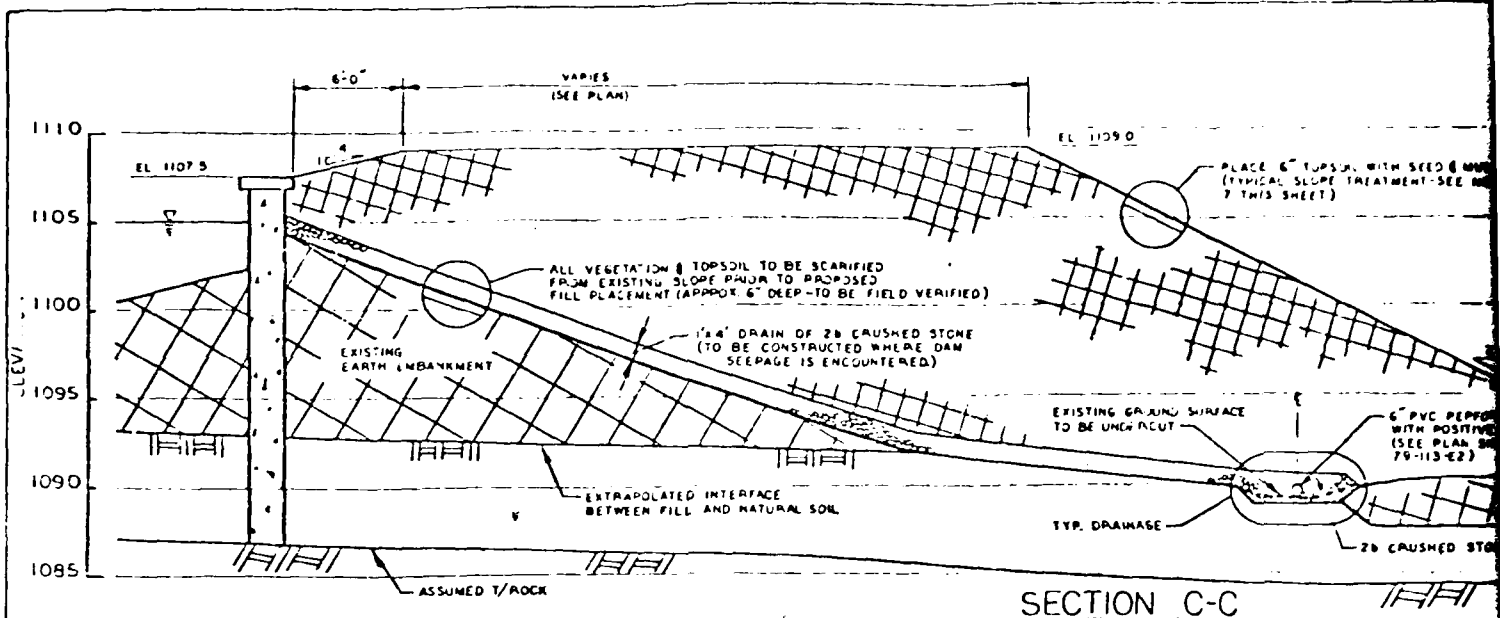 6'-0"
VARIES
(SEE PLAN)
1110
EL 1109.0
EL 1107.5
4
PLACE 6" TOPSOIL WITH SEED &
(TYPICAL SLOPE TREATMENT-SEE
7 THIS SHEET)
1105
ALL VEGETATION & TOPSOIL TO BE SCARIFIED
FROM EXISTING SLOPE PRIOR TO PROPOSED
FILL PLACEMENT (APPROX. 6" DEEP-TO BE FIELD VERIFIED)
1100
1'x4' DRAIN OF 2b CRUSHED STONE
(TO BE CONSTRUCTED WHERE DAM
SEEPAGE IS ENCOUNTERED)
EXISTING
EARTH EMBANKMENT
1095
EXISTING GROUND SURFACE
TO BE UNDERCUT
6" PVC PERFO
WITH POSITIVE
(SEE PLAN
79-113-E2)
1090
EXTRAPOLATED INTERFACE
BETWEEN FILL AND NATURAL SOIL
TYP. DRAINAGE
2b CRUSHED STO
1085
ASSUMED T/ROCK
SECTION C-C